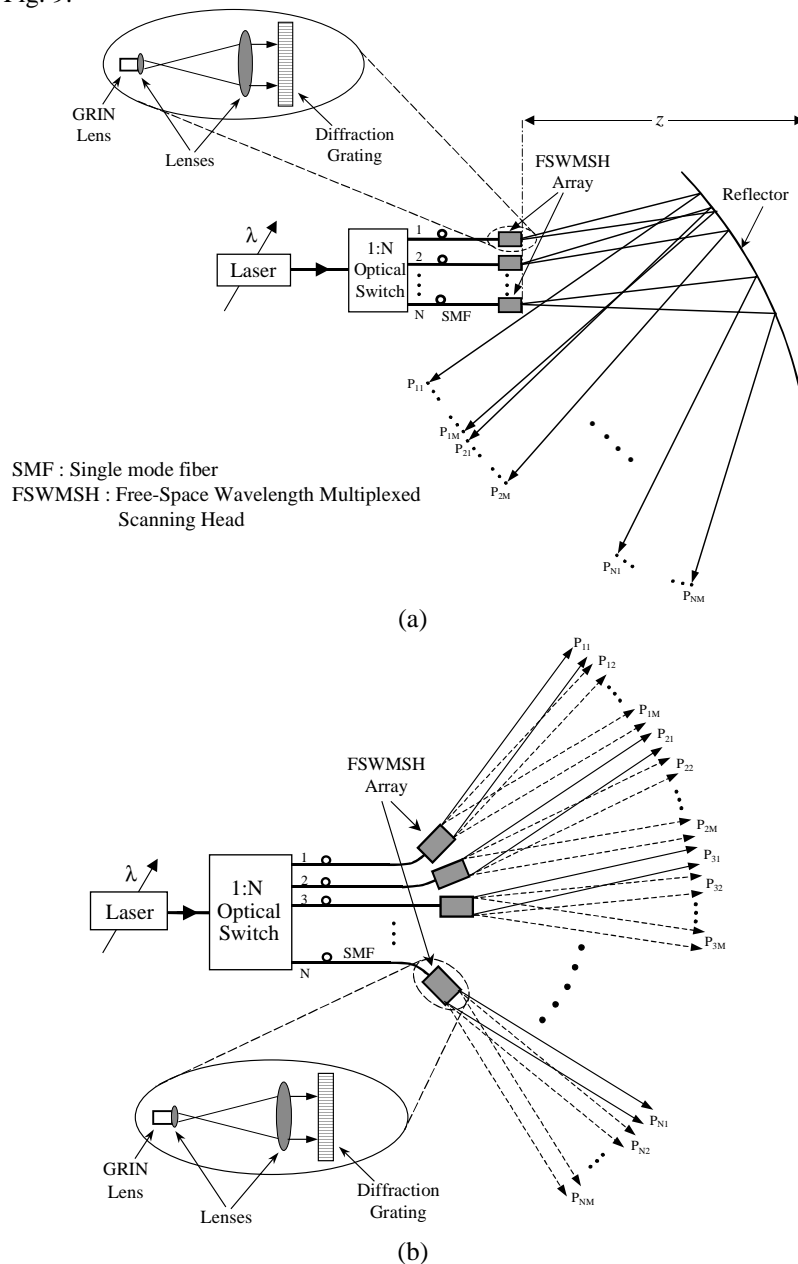 Fig. 9.
GRIN
Lens
Lenses
Diffraction
Grating
z
FSWMSH
Array
Reflector
λ
Laser
1:N
Optical
Switch
1
2
N
SMF
P11
P1M
P21
P2M
PN1
PNM
SMF : Single mode fiber
FSWMSH : Free-Space Wavelength Multiplexed
Scanning Head
(a)
P11
P12
P1M
P21
P22
P2M
P31
P32
P3M
FSWMSH
Array
λ
Laser
1:N
Optical
Switch
1
2
3
N
SMF
PN1
PN2
PNM
GRIN
Lens
Lenses
Diffraction
Grating
(b)